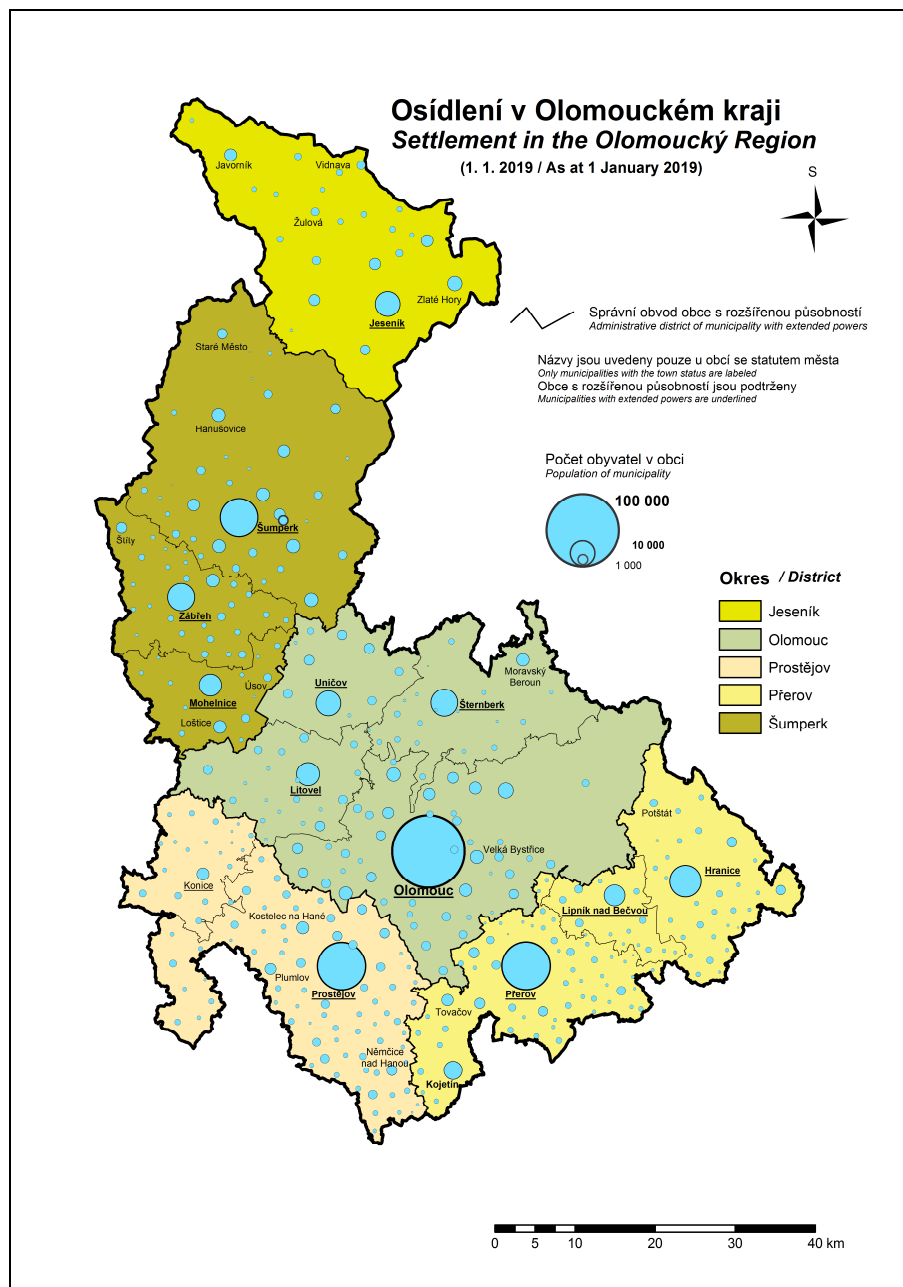 Osídlení v Olomouckém kraji
Settlement in the Olomoucký Region
(1. 1. 2019 / As at 1 January 2019)
S
Javorník
Vidnava
Žulová
Zlaté Hory
Jeseník
Správní obvod obce s rozšířenou působností
Administrative district of municipality with extended powers
Staré Město
Názvy jsou uvedeny pouze u obcí se statutem města
Only municipalities with the town status are labeled
Obce s rozšířenou působností jsou podtrženy
Municipalities with extended powers are underlined
Hanušovice
Počet obyvatel v obci
Population of municipality
100 000
10 000
1 000
Šumperk
Štíty
Zábřeh
Okres / District
Jeseník
Olomouc
Prostějov
Přerov
Šumperk
Moravský
Beroun
Úsov
Uničov
Mohelnice
Šternberk
Loštice
Litovel
Potštát
Velká Bystřice
Hranice
Konice
Olomouc
Lipník nad Bečvou
Kostelec na Hané
Plumlov
Prostějov
Přerov
Tovačov
Němčice
nad Hanou
Kojetín
0 5 10 20 30 40 km